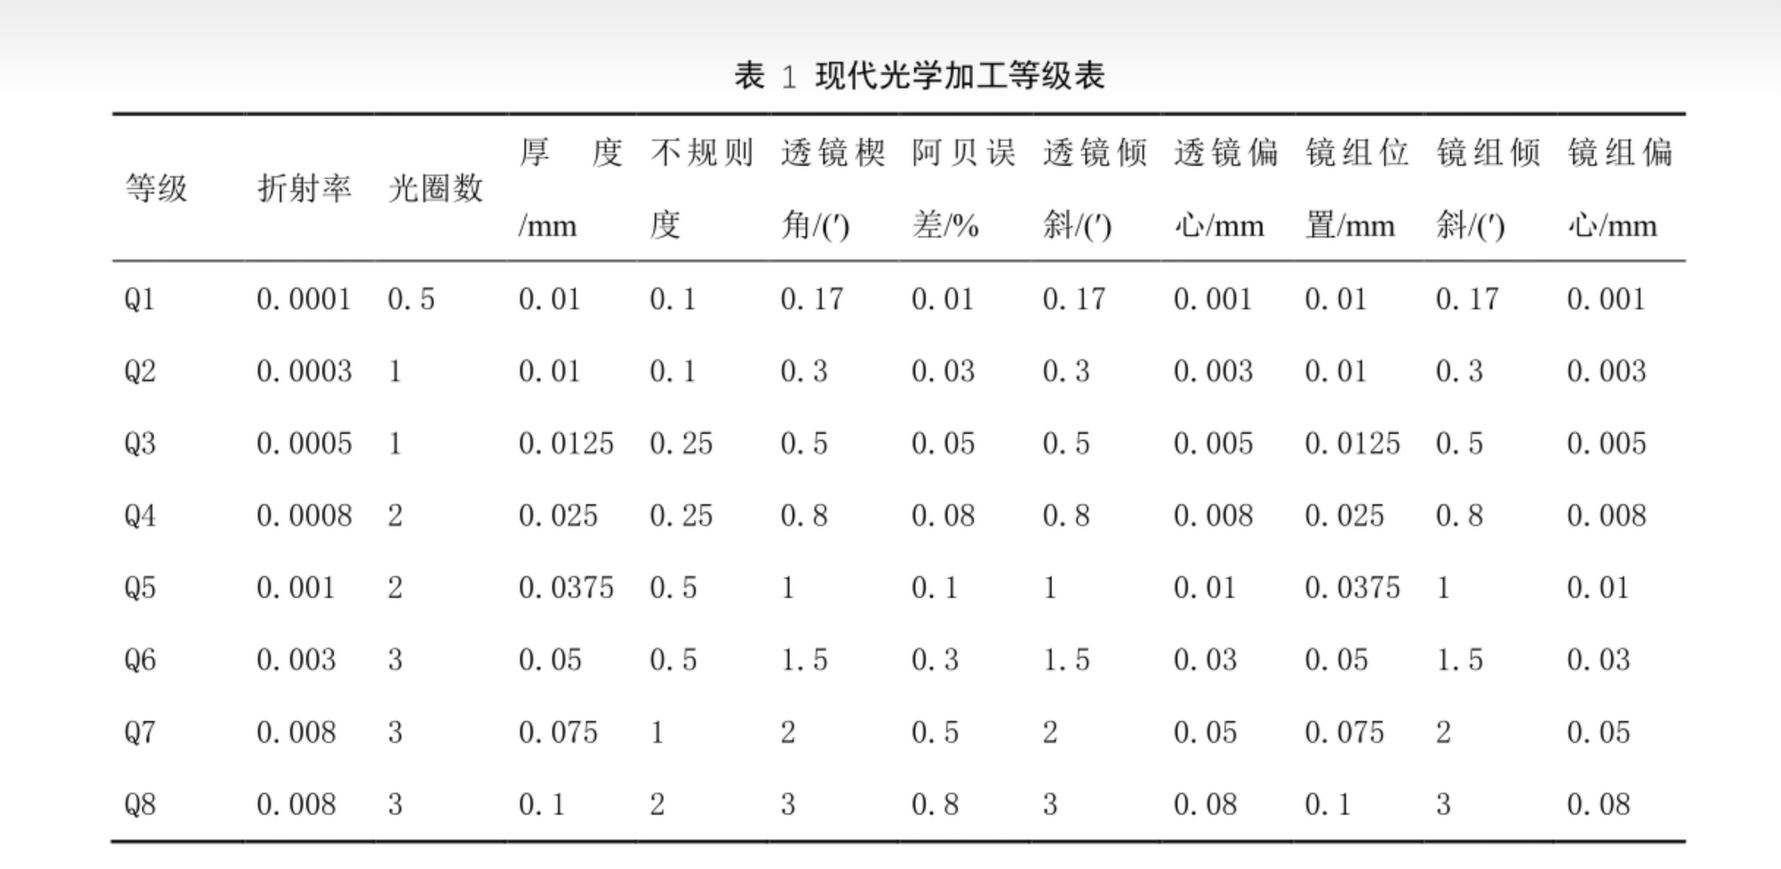 表 1 现代光学加工等级表
等级 折射率 光圈数 厚度/mm 不规则度 透镜楔角/(′) 阿贝误差/% 透镜倾斜/(′) 透镜偏心/mm 镜组位置/mm 镜组倾斜/(′) 镜组偏心/mm
Q1 0.0001 0.5 0.01 0.1 0.17 0.01 0.17 0.001 0.01 0.17 0.001
Q2 0.0003 1 0.01 0.1 0.3 0.03 0.3 0.003 0.01 0.3 0.003
Q3 0.0005 1 0.0125 0.25 0.5 0.05 0.5 0.005 0.0125 0.5 0.005
Q4 0.0008 2 0.025 0.25 0.8 0.08 0.8 0.008 0.025 0.8 0.008
Q5 0.001 2 0.0375 0.5 1 0.1 1 0.01 0.0375 1 0.01
Q6 0.003 3 0.05 0.5 1.5 0.3 1.5 0.03 0.05 1.5 0.03
Q7 0.008 3 0.075 1 2 0.5 2 0.05 0.075 2 0.05
Q8 0.008 3 0.1 2 3 0.8 3 0.08 0.1 3 0.08